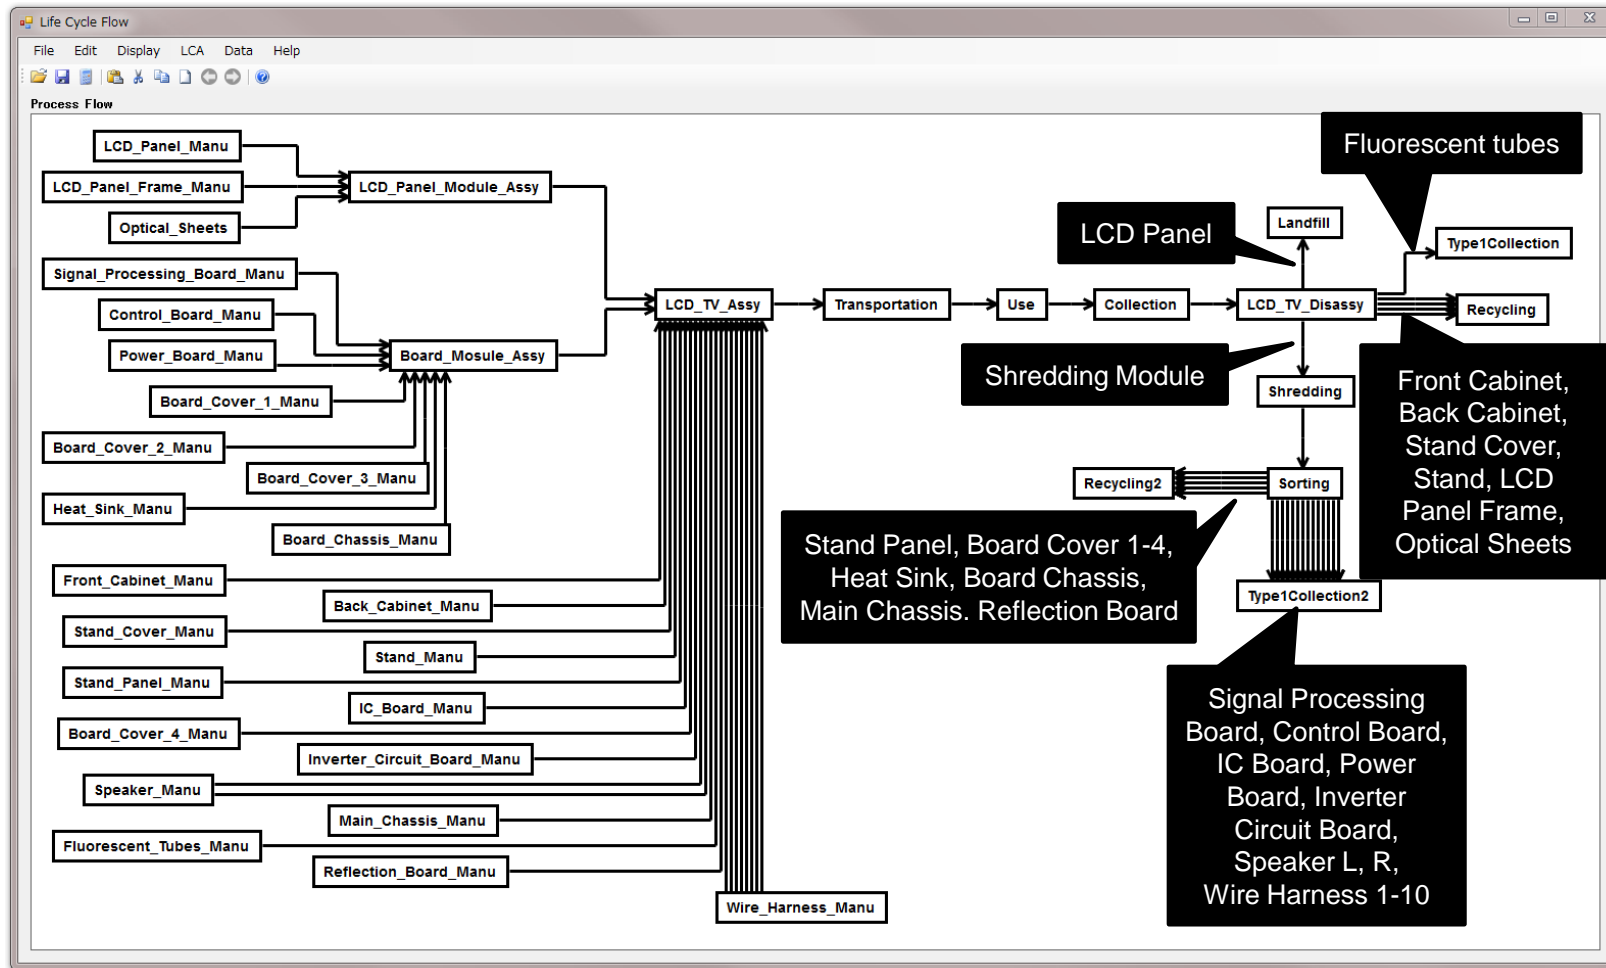 Life Cycle Flow
File Edit Display LCA Data Help
Process Flow
LCD_Panel_Manu
LCD_Panel_Frame_Manu
LCD_Panel_Module_Assy
Optical_Sheets
Signal_Processing_Board_Manu
Control_Board_Manu
Power_Board_Manu
Board_Mosule_Assy
Board_Cover_1_Manu
Board_Cover_2_Manu
Board_Cover_3_Manu
Heat_Sink_Manu
Board_Chassis_Manu
Front_Cabinet_Manu
Back_Cabinet_Manu
Stand_Cover_Manu
Stand_Manu
Stand_Panel_Manu
IC_Board_Manu
Board_Cover_4_Manu
Inverter_Circuit_Board_Manu
Speaker_Manu
Main_Chassis_Manu
Fluorescent_Tubes_Manu
Reflection_Board_Manu
Wire_Harness_Manu
LCD_TV_Assy
Transportation
Use
Collection
LCD_TV_Disassy
Landfill
Type1Collection
Recycling
Shredding
Sorting
Recycling2
Type1Collection2
Fluorescent tubes
LCD Panel
Shredding Module
Front Cabinet,
Back Cabinet,
Stand Cover,
Stand, LCD
Panel Frame,
Optical Sheets
Stand Panel, Board Cover 1-4,
Heat Sink, Board Chassis,
Main Chassis. Reflection Board
Signal Processing
Board, Control Board,
IC Board, Power
Board, Inverter
Circuit Board,
Speaker L, R,
Wire Harness 1-10